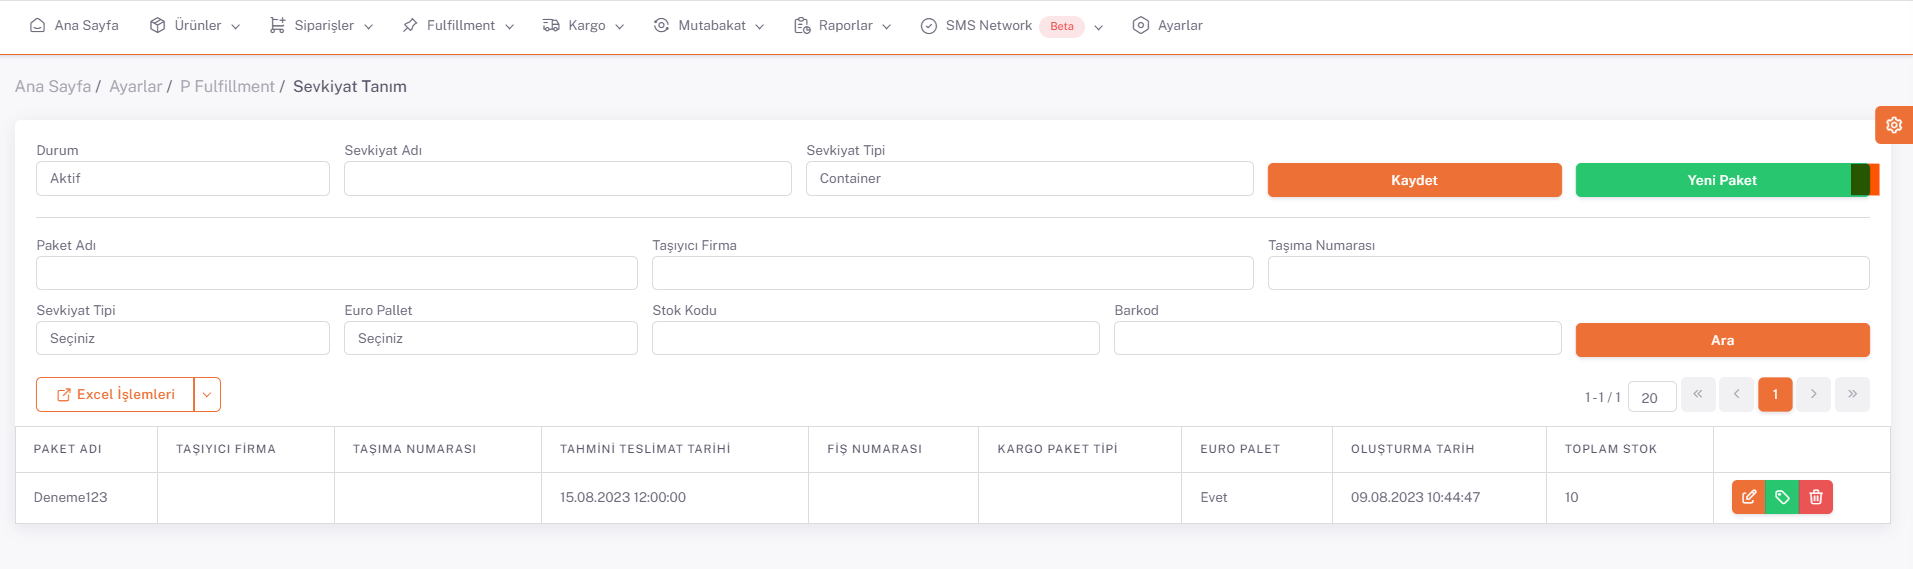 Ana Sayfa Ürünler Siparişler Fulfillment Kargo Mutabakat Raporlar SMS Network Beta Ayarlar
Ana Sayfa / Ayarlar / P Fulfillment / Sevkiyat Tanım
Durum Sevkiyat Adı Sevkiyat Tipi
Aktif Container Kaydet Yeni Paket
Paket Adı Taşıyıcı Firma Taşıma Numarası
Sevkiyat Tipi Euro Pallet Stok Kodu Barkod
Seçiniz Seçiniz Ara
Excel İşlemleri 1 - 1 / 1 20 « < 1 > »
PAKET ADI TAŞIYICI FIRMA TAŞIMA NUMARASI TAHMİNİ TESLİMAT TARİHİ FİŞ NUMARASI KARGO PAKET TİPİ EURO PALET OLUŞTURMA TARİH TOPLAM STOK
Deneme123 15.08.2023 12:00:00 Evet 09.08.2023 10:44:47 10